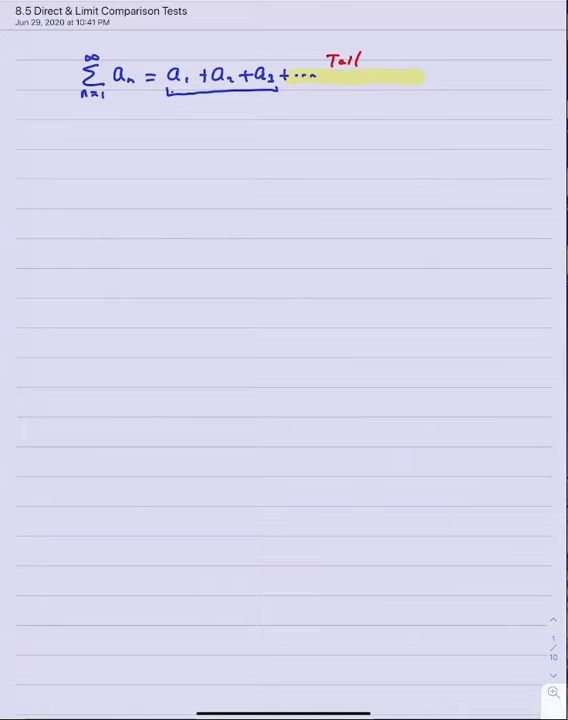 8.5 Direct & Limit Comparison Tests
Jun 29, 2020 at 10:41 PM
Tail
∞
∑ aₙ = a₁ + a₂ + a₃ + ...
n=1
1
/
10